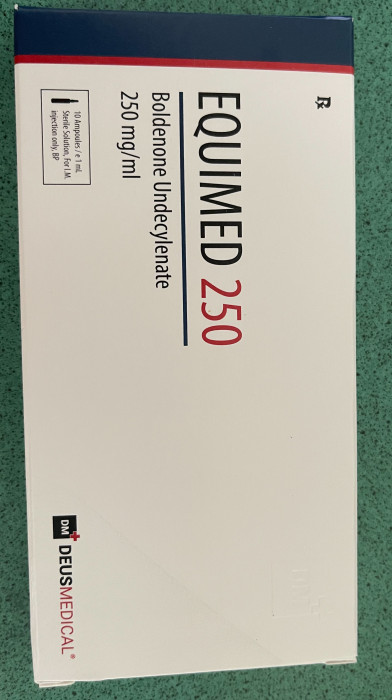 ℞
EQUIMED 250
Boldenone Undecylenate
250 mg/ml
10 Ampoules / e 1 mL
Sterile Solution, For I.M.
injection only, BP
DM
DEUSMEDICAL®